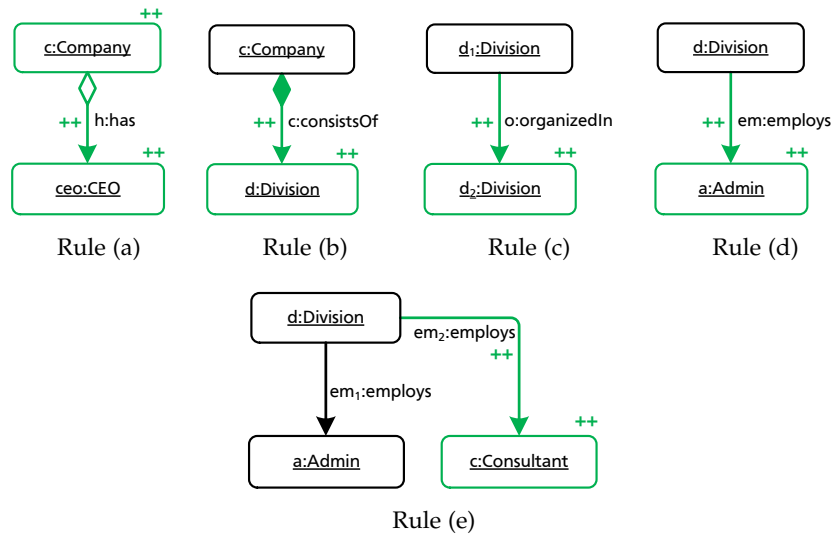 ++
c:Company
++ h:has
++
ceo:CEO
Rule (a)
c:Company
++ c:consistsOf
++
d:Division
Rule (b)
d₁:Division
++ o:organizedIn
++
d₂:Division
Rule (c)
d:Division
++ em:employs
++
a:Admin
Rule (d)
d:Division
em₂:employs
++
em₁:employs
++
a:Admin
c:Consultant
Rule (e)